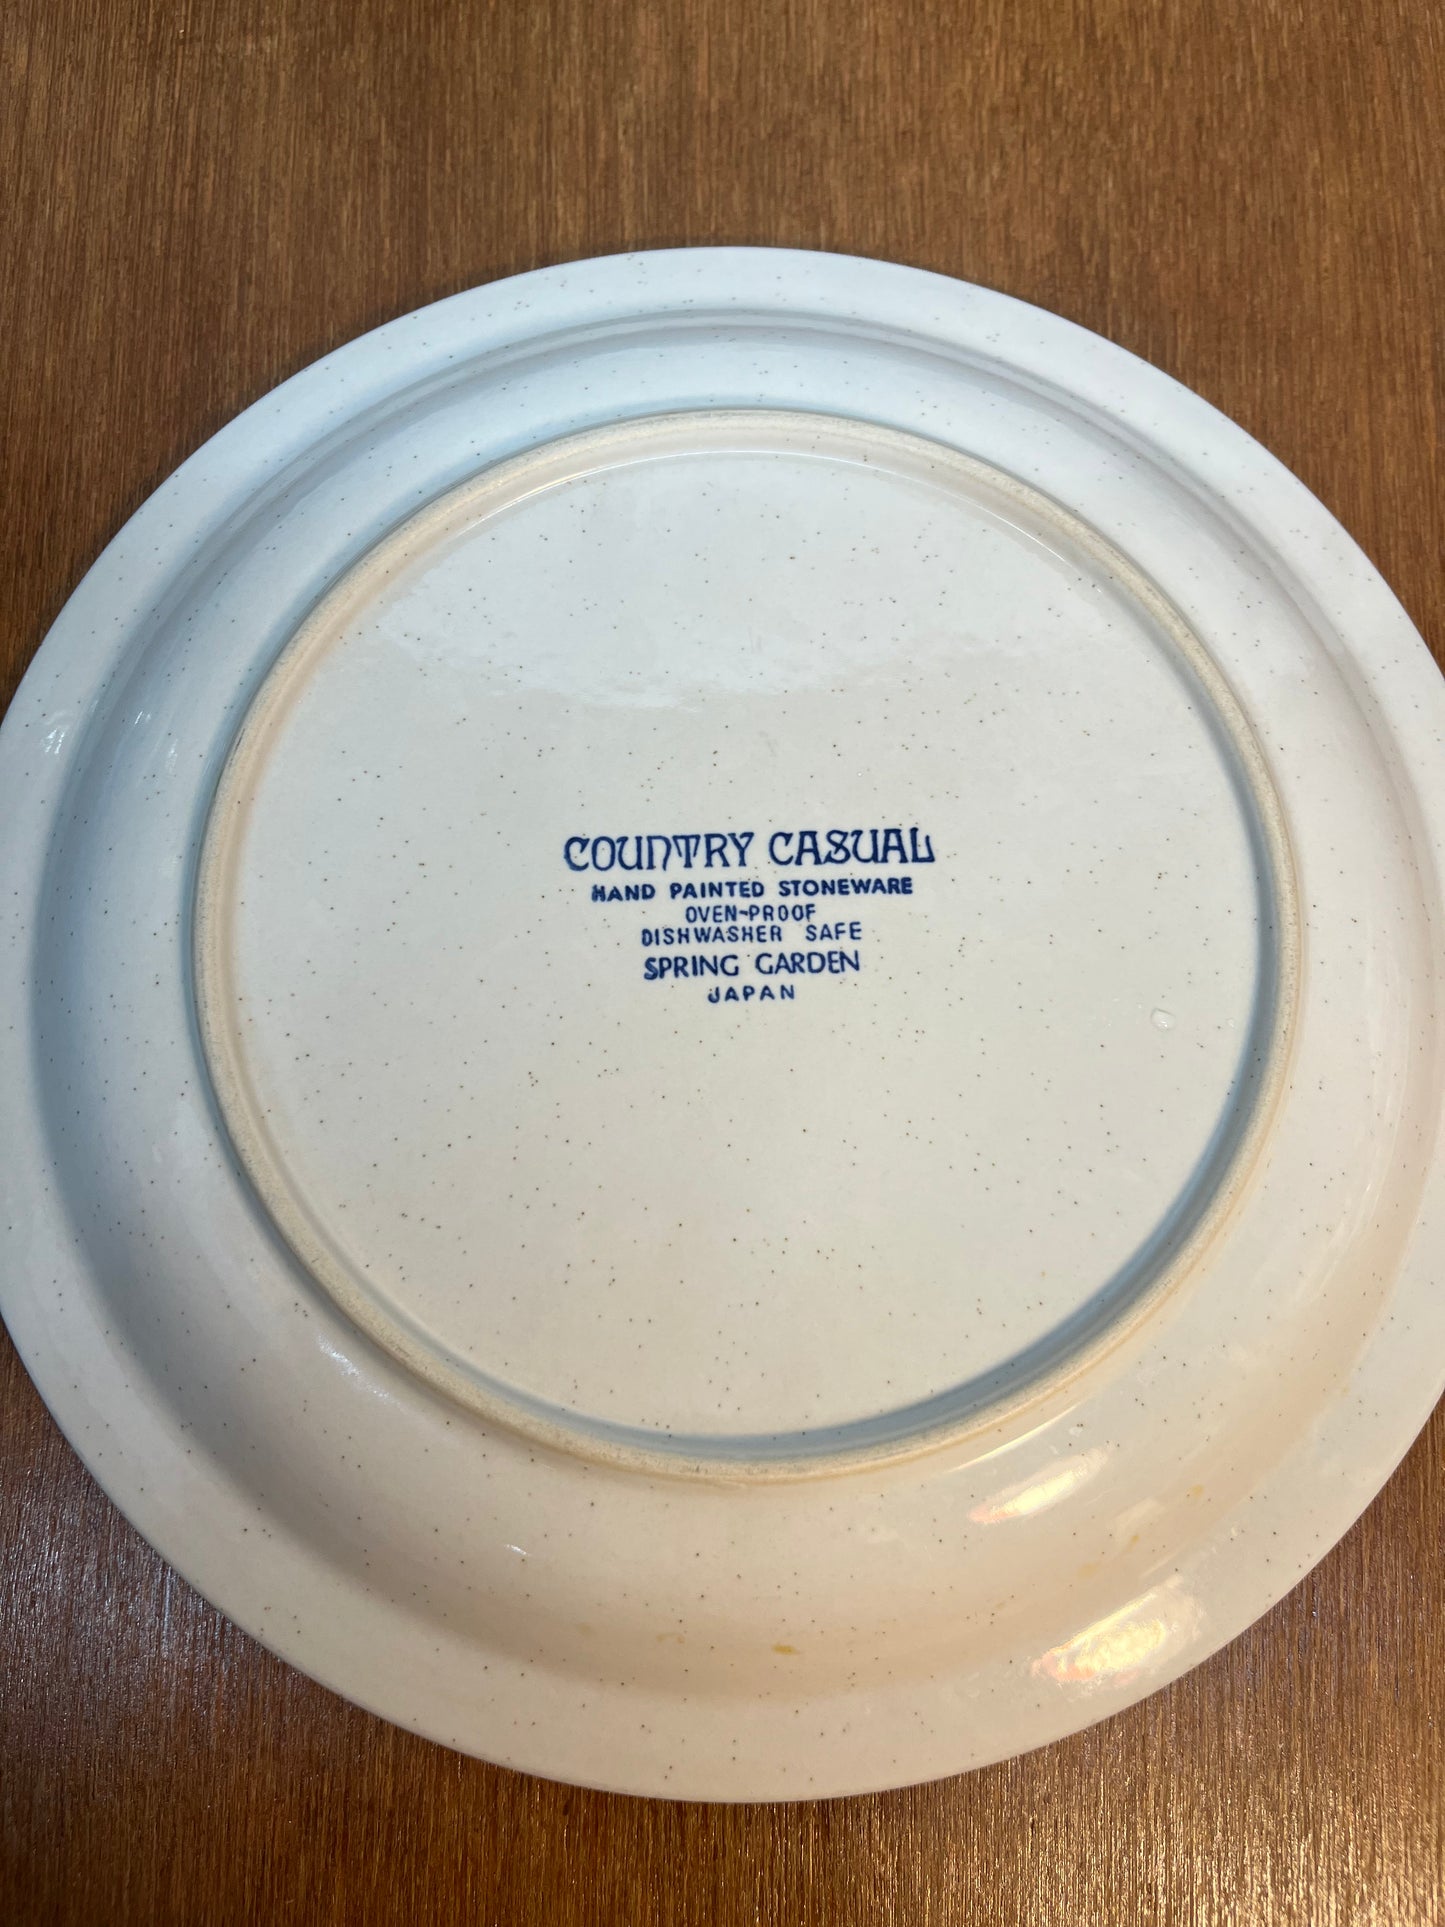 COUNTRY CASUAL
HAND PAINTED STONEWARE
OVEN-PROOF
DISHWASHER SAFE
SPRING GARDEN
JAPAN